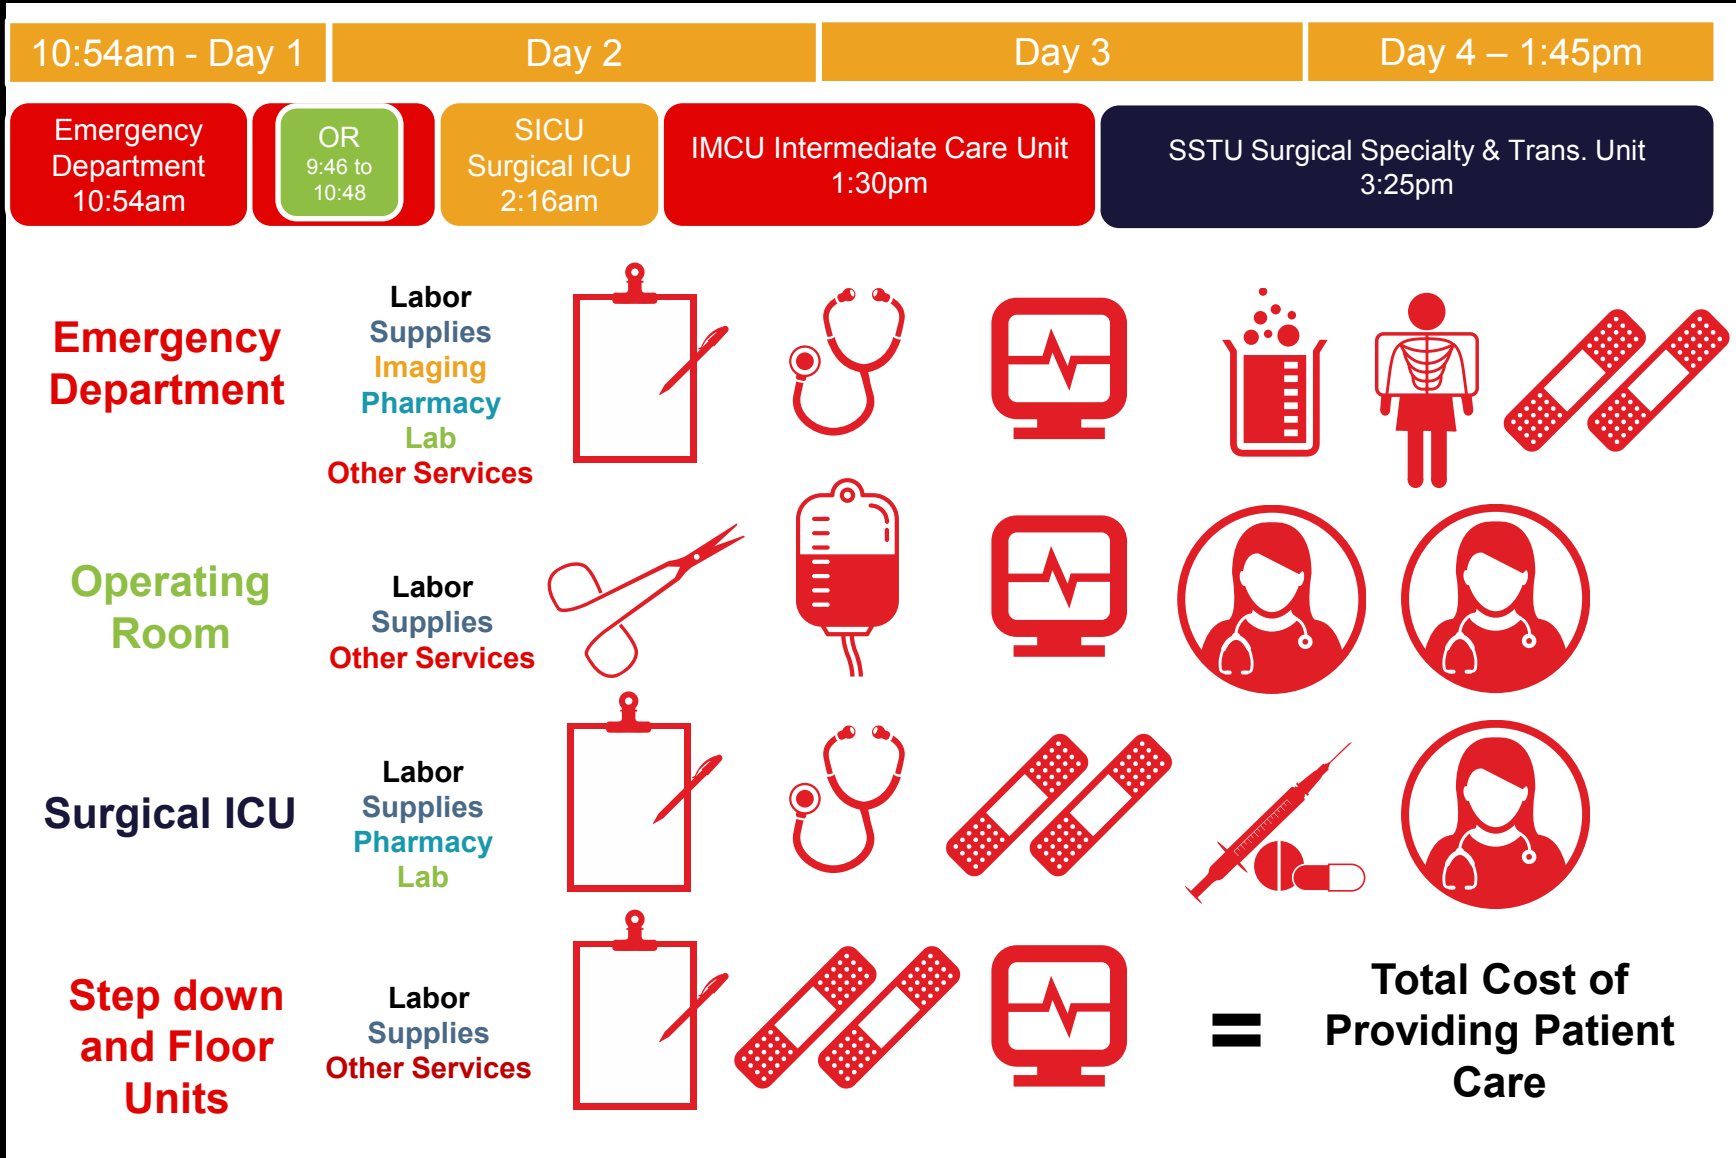 10:54am - Day 1
Day 2
Day 3
Day 4 – 1:45pm
Emergency
Department
10:54am
OR
9:46 to
10:48
SICU
Surgical ICU
2:16am
IMCU Intermediate Care Unit
1:30pm
SSTU Surgical Specialty & Trans. Unit
3:25pm
Emergency
Department
Labor
Supplies
Imaging
Pharmacy
Lab
Other Services
Operating
Room
Labor
Supplies
Other Services
Surgical ICU
Labor
Supplies
Pharmacy
Lab
Step down
and Floor
Units
Labor
Supplies
Other Services
=
Total Cost of
Providing Patient
Care